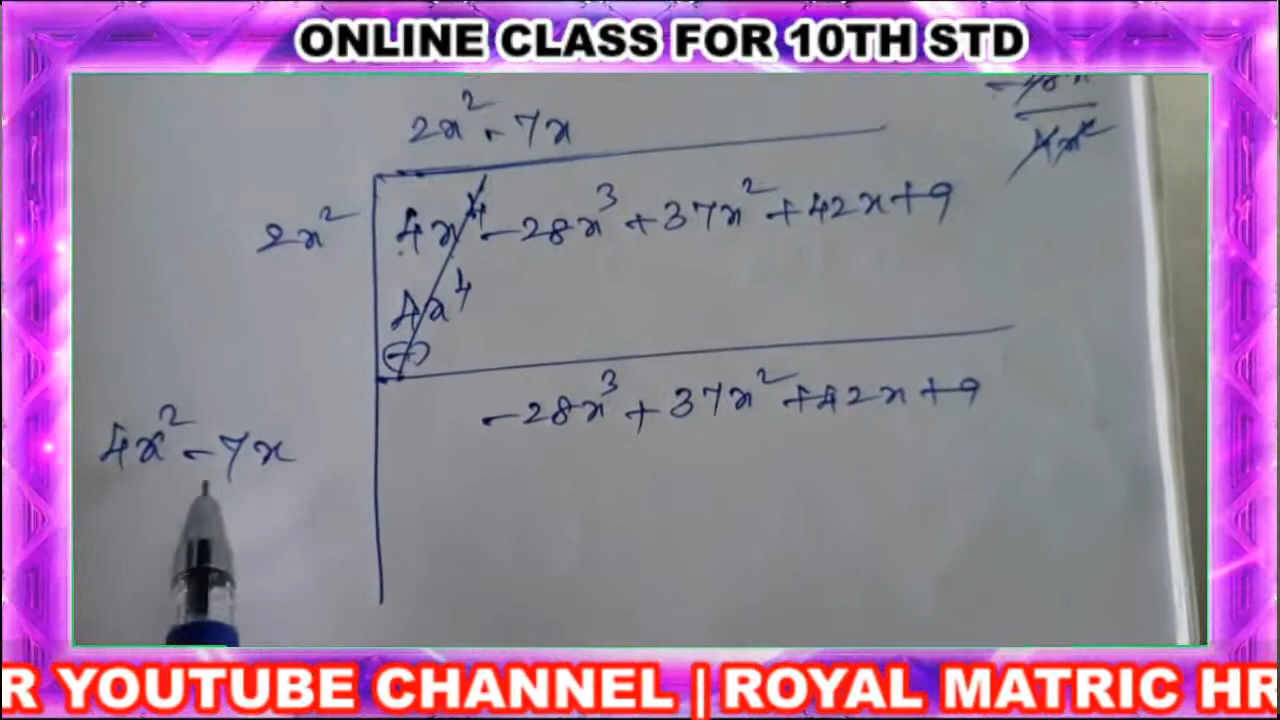 ONLINE CLASS FOR 10TH STD
2x² - 7x
4x²
2x²
4x⁴ - 28x³ + 37x² + 42x + 9
4x⁴
(-)
-28x³ + 37x² + 42x + 9
4x² - 7x
R YOUTUBE CHANNEL | ROYAL MATRIC HR